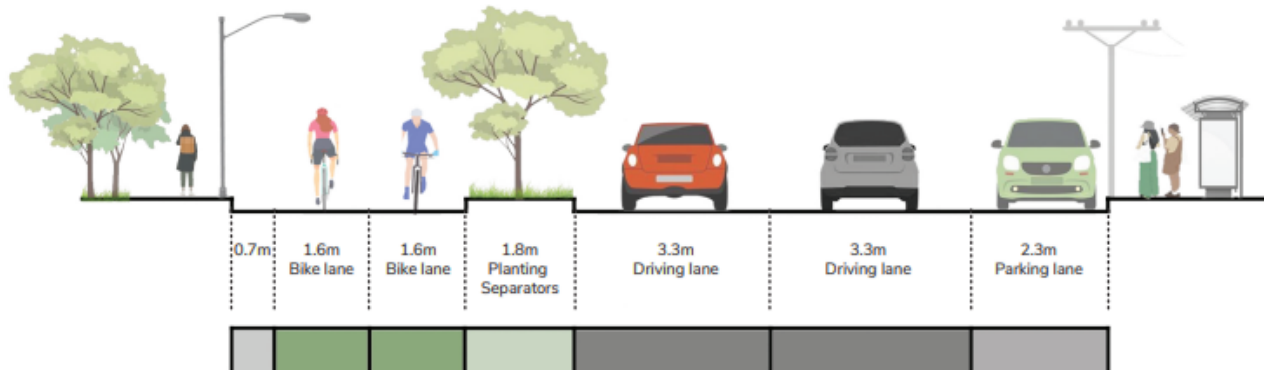 0.7m
1.6m
Bike lane
1.6m
Bike lane
1.8m
Planting
Separators
3.3m
Driving lane
3.3m
Driving lane
2.3m
Parking lane